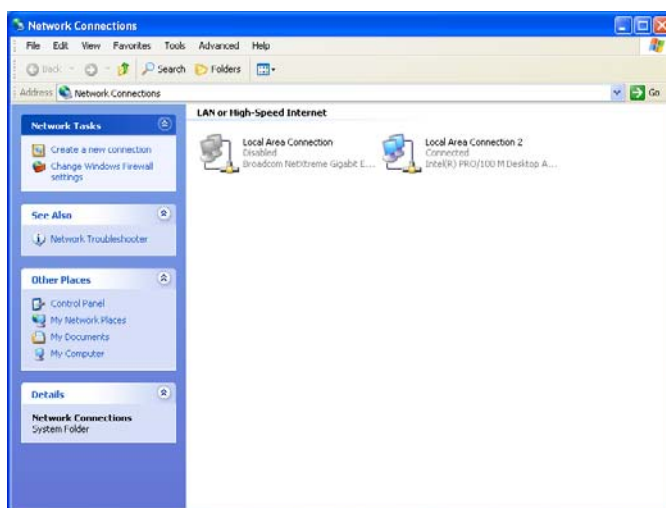 Network Connections
File Edit View Favorites Tools Advanced Help
Back Search Folders
Address Network Connections Go
Network Tasks
Create a new connection
Change Windows Firewall
settings
See Also
Network Troubleshooter
Other Places
Control Panel
My Network Places
My Documents
My Computer
Details
Network Connections
System Folder
LAN or High-Speed Internet
Local Area Connection
Disabled
Broadcom NetXtreme Gigabit E...
Local Area Connection 2
Connected
Intel(R) PRO/100 M Desktop A...